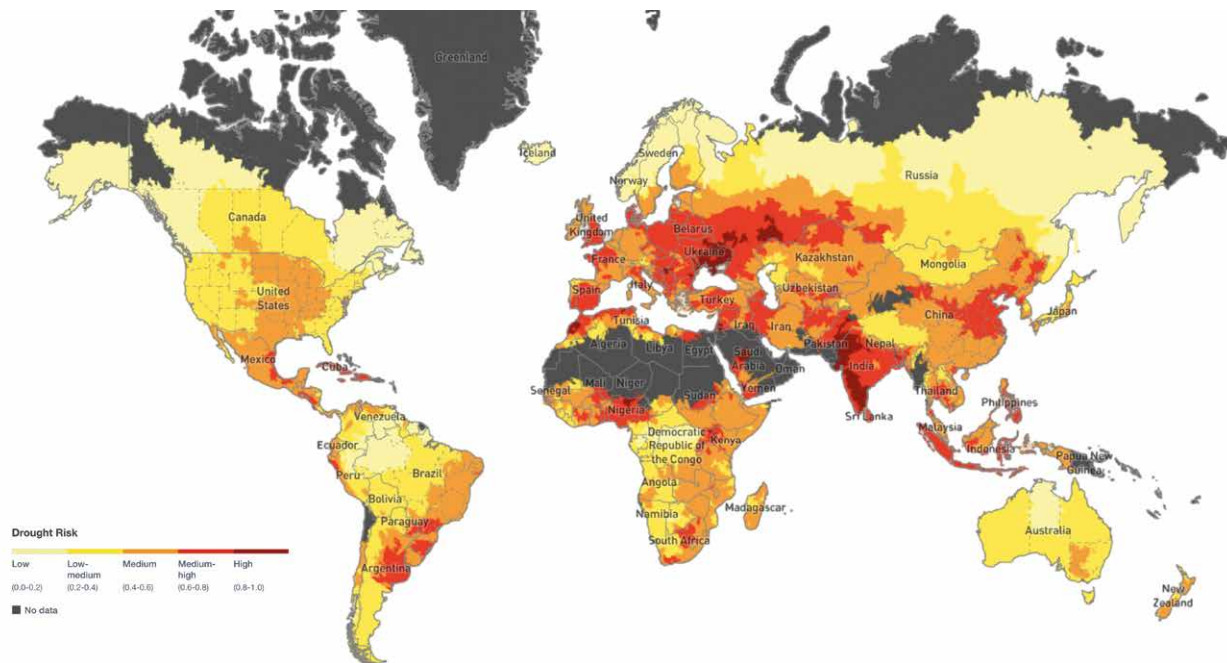 Greenland
Iceland
Sweden
Norway
Russia
Canada
United
Kingdom
Belarus
France
Ukraine
Kazakhstan
Mongolia
United
States
Spain
Italy
Turkey
Uzbekistan
China
Japan
Tunisia
Iraq
Iran
Mexico
Cuba
Algeria
Libya
Egypt
Saudi
Arabia
Pakistan
Nepal
Oman
India
Mali
Niger
Senegal
Sudan
Yemen
Thailand
Philippines
Nigeria
Sri Lanka
Venezuela
Malaysia
Ecuador
Democratic
Republic of
the Congo
Kenya
Indonesia
Papua New
Guinea
Peru
Brazil
Angola
Bolivia
Namibia
Madagascar
Paraguay
South Africa
Australia
Argentina
New
Zealand
Drought Risk
Low
(0.0-0.2)
Low-
medium
(0.2-0.4)
Medium
(0.4-0.6)
Medium-
high
(0.6-0.8)
High
(0.8-1.0)
No data